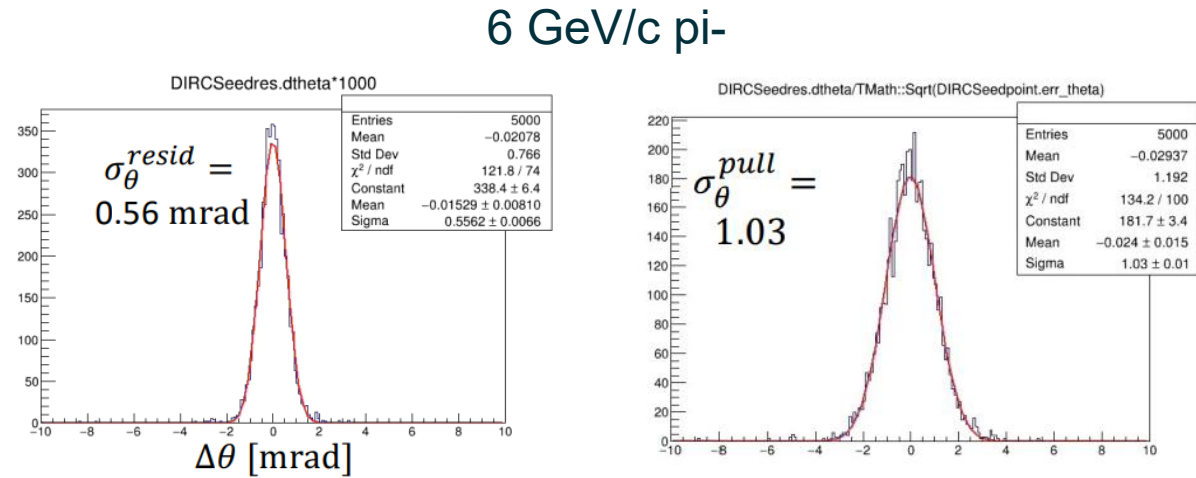 6 GeV/c pi-
DIRCSeedres.dtheta*1000
Entries 5000
Mean −0.02078
Std Dev 0.766
χ² / ndf 121.8 / 74
Constant 338.4 ± 6.4
Mean −0.01529 ± 0.00810
Sigma 0.5562 ± 0.0066
σ_θ^resid =
0.56 mrad
350
300
250
200
150
100
50
0
−10 −8 −6 −4 −2 0 2 4 6 8 10
Δθ [mrad]
DIRCSeedres.dtheta/TMath::Sqrt(DIRCSeedpoint.err_theta)
Entries 5000
Mean −0.02937
Std Dev 1.192
χ² / ndf 134.2 / 100
Constant 181.7 ± 3.4
Mean −0.024 ± 0.015
Sigma 1.03 ± 0.01
σ_θ^pull =
1.03
220
200
180
160
140
120
100
80
60
40
20
0
−10 −8 −6 −4 −2 0 2 4 6 8 10